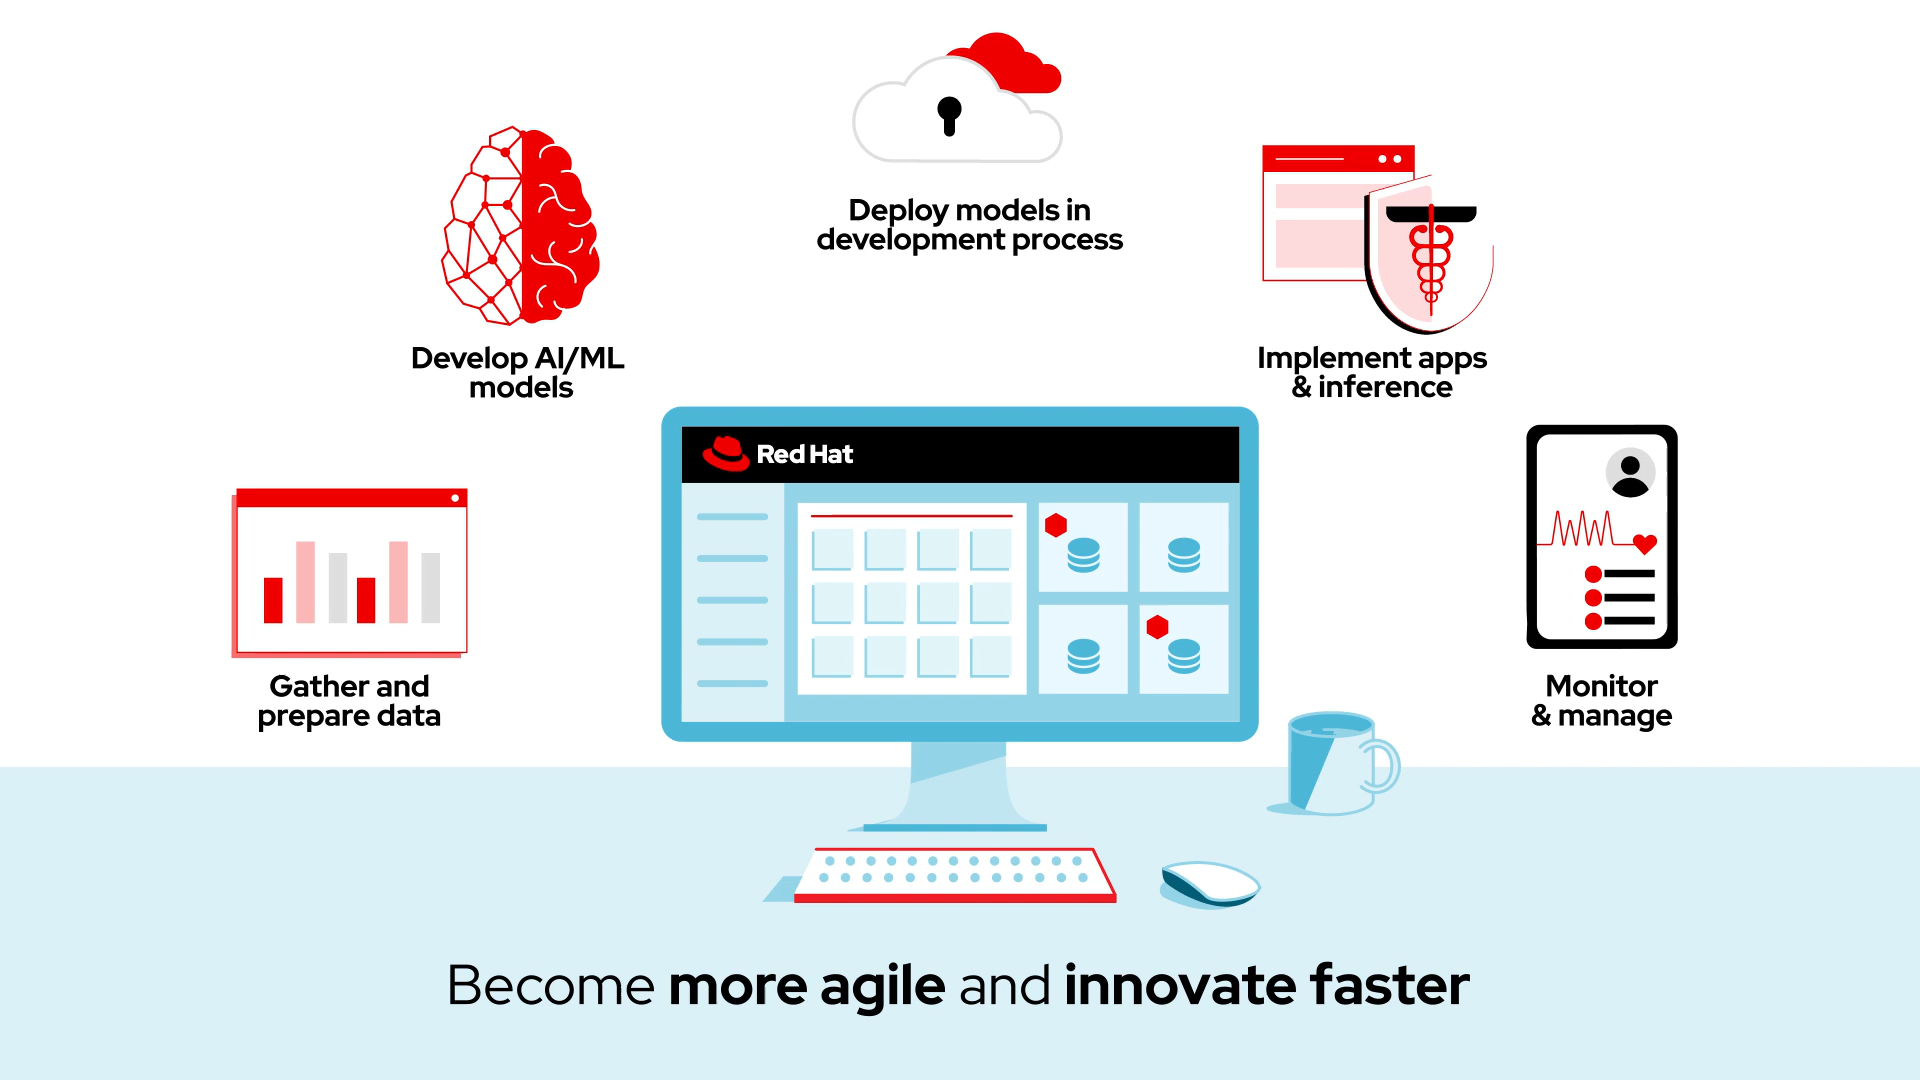 Deploy models in
development process
Develop AI/ML
models
Implement apps
& inference
Red Hat
Gather and
prepare data
Monitor
& manage
Become more agile and innovate faster